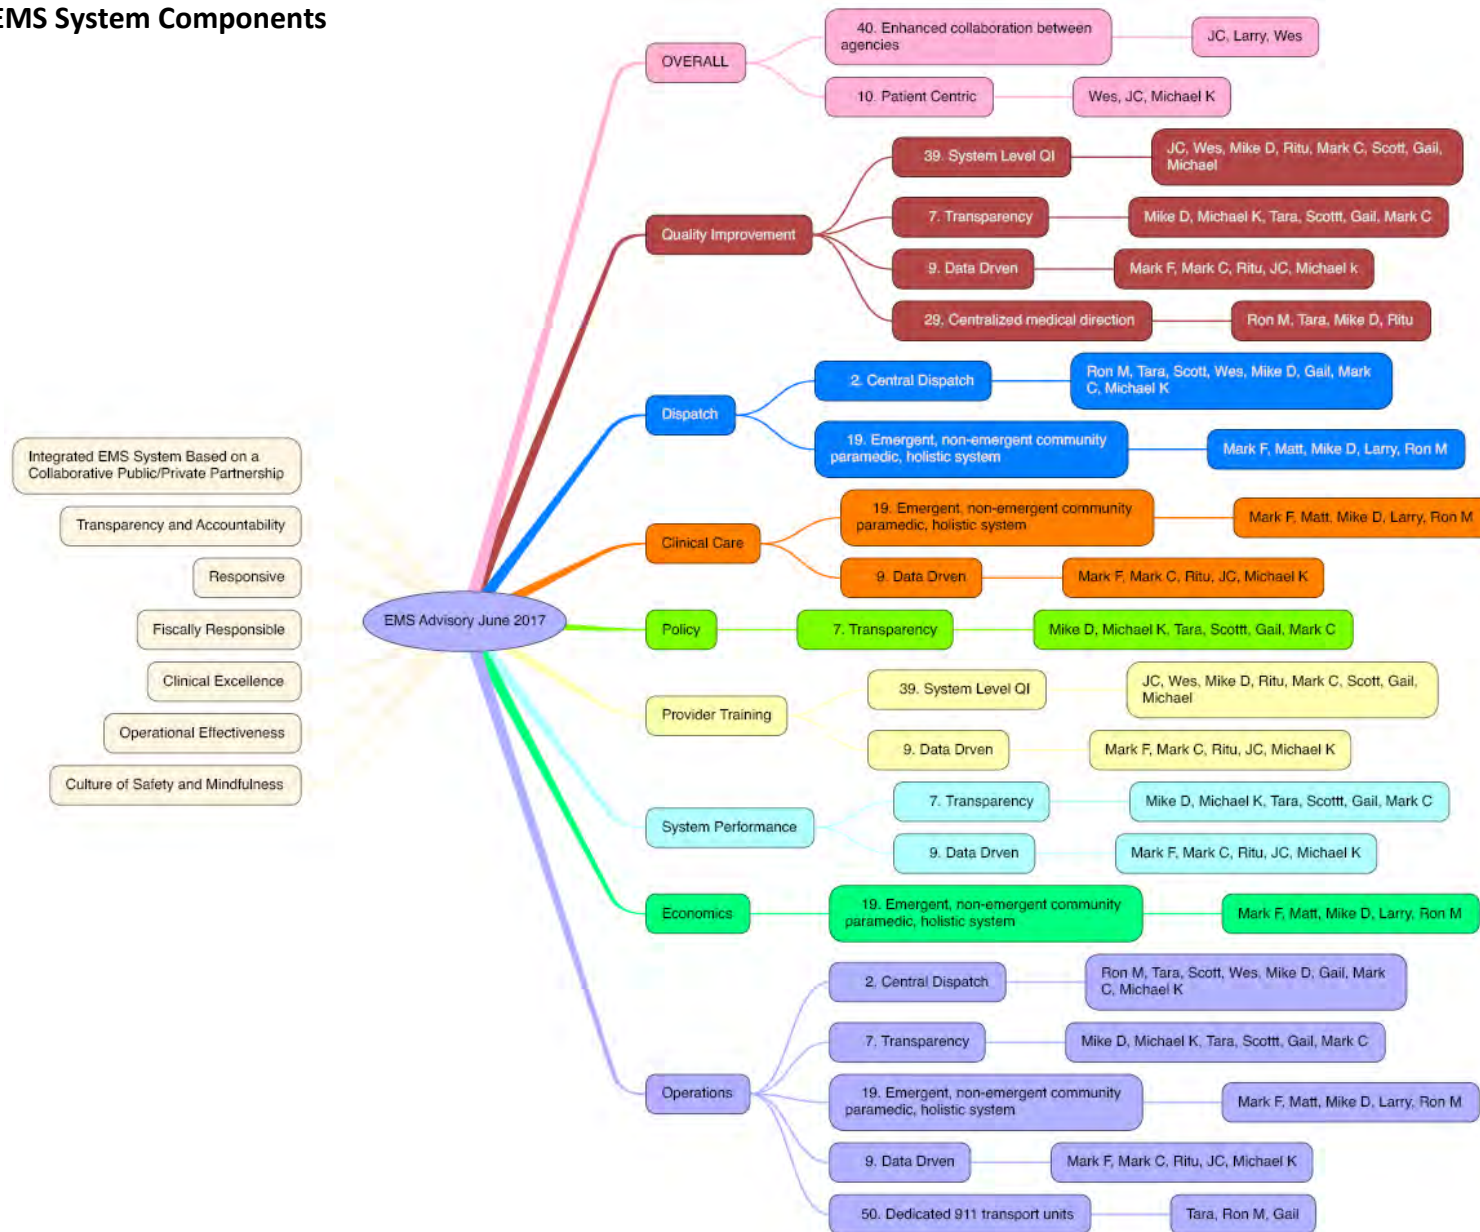 EMS System Components
Integrated EMS System Based on a
Collaborative Public/Private Partnership
Transparency and Accountability
Responsive
Fiscally Responsible
Clinical Excellence
Operational Effectiveness
Culture of Safety and Mindfulness
EMS Advisory June 2017
OVERALL
40. Enhanced collaboration between
agencies
JC, Larry, Wes
10. Patient Centric
Wes, JC, Michael K
Quality Improvement
39. System Level QI
JC, Wes, Mike D, Ritu, Mark C, Scott, Gail,
Michael
7. Transparency
Mike D, Michael K, Tara, Scottt, Gail, Mark C
9. Data Drven
Mark F, Mark C, Ritu, JC, Michael k
29. Centralized medical direction
Ron M, Tara, Mike D, Ritu
Dispatch
2. Central Dispatch
Ron M, Tara, Scott, Wes, Mike D, Gail, Mark
C, Michael K
19. Emergent, non-emergent community
paramedic, holistic system
Mark F, Matt, Mike D, Larry, Ron M
Clinical Care
19. Emergent, non-emergent community
paramedic, holistic system
Mark F, Matt, Mike D, Larry, Ron M
9. Data Drven
Mark F, Mark C, Ritu, JC, Michael K
Policy
7. Transparency
Mike D, Michael K, Tara, Scottt, Gail, Mark C
Provider Training
39. System Level QI
JC, Wes, Mike D, Ritu, Mark C, Scott, Gail,
Michael
9. Data Drven
Mark F, Mark C, Ritu, JC, Michael K
System Performance
7. Transparency
Mike D, Michael K, Tara, Scottt, Gail, Mark C
9. Data Drven
Mark F, Mark C, Ritu, JC, Michael K
Economics
19. Emergent, non-emergent community
paramedic, holistic system
Mark F, Matt, Mike D, Larry, Ron M
Operations
2. Central Dispatch
Ron M, Tara, Scott, Wes, Mike D, Gail, Mark
C, Michael K
7. Transparency
Mike D, Michael K, Tara, Scottt, Gail, Mark C
19. Emergent, non-emergent community
paramedic, holistic system
Mark F, Matt, Mike D, Larry, Ron M
9. Data Drven
Mark F, Mark C, Ritu, JC, Michael K
50. Dedicated 911 transport units
Tara, Ron M, Gail